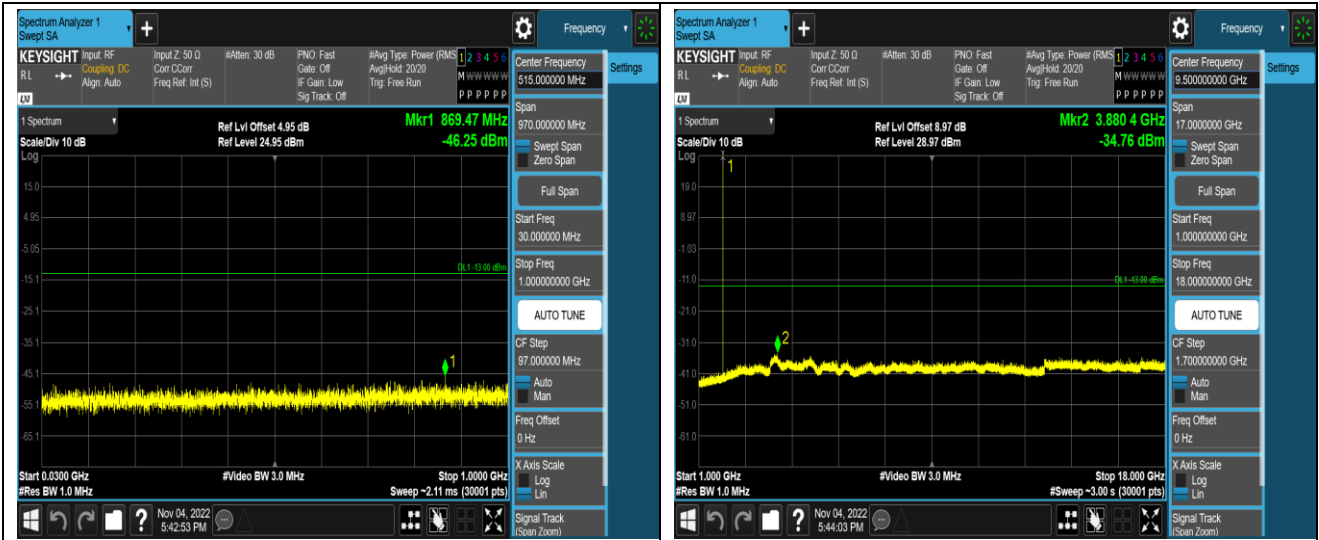 Spectrum Analyzer 1
Swept SA
Frequency
KEYSIGHT
RL
Input: RF
Coupling: DC
Align: Auto
Input Z: 50 Ω
Corr CCorr
Freq Ref: Int (S)
#Atten: 30 dB
PNO: Fast
Gate: Off
IF Gain: Low
Sig Track: Off
#Avg Type: Power (RMS
Avg|Hold: 20/20
Trig: Free Run
1 2 3 4 5 6
M W W W W W
P P P P P P
LXI
1 Spectrum
Scale/Div 10 dB
Log
Ref Lvl Offset 4.95 dB
Ref Level 24.95 dBm
Mkr1 869.47 MHz
-46.25 dBm
15.0
4.95
-5.05
DL1 -13.00 dBm
-15.1
-25.1
-35.1
1
-45.1
-55.1
-65.1
Start 0.0300 GHz
#Res BW 1.0 MHz
#Video BW 3.0 MHz
Stop 1.0000 GHz
Sweep ~2.11 ms (30001 pts)
Nov 04, 2022
5:42:53 PM
Center Frequency
515.000000 MHz
Settings
Span
970.000000 MHz
Swept Span
Zero Span
Full Span
Start Freq
30.000000 MHz
Stop Freq
1.000000000 GHz
AUTO TUNE
CF Step
97.000000 MHz
Auto
Man
Freq Offset
0 Hz
X Axis Scale
Log
Lin
Signal Track
(Span Zoom)
Spectrum Analyzer 1
Swept SA
Frequency
KEYSIGHT
RL
Input: RF
Coupling: DC
Align: Auto
Input Z: 50 Ω
Corr CCorr
Freq Ref: Int (S)
#Atten: 30 dB
PNO: Fast
Gate: Off
IF Gain: Low
Sig Track: Off
#Avg Type: Power (RMS
Avg|Hold: 20/20
Trig: Free Run
1 2 3 4 5 6
M W W W W W
P P P P P P
LXI
1 Spectrum
Scale/Div 10 dB
Log
Ref Lvl Offset 8.97 dB
Ref Level 28.97 dBm
Mkr2 3.880 4 GHz
-34.76 dBm
1
19.0
8.97
-1.03
-11.0
DL1 -13.00 dBm
-21.0
-31.0
2
-41.0
-51.0
-61.0
Start 1.000 GHz
#Res BW 1.0 MHz
#Video BW 3.0 MHz
Stop 18.000 GHz
#Sweep ~3.00 s (30001 pts)
Nov 04, 2022
5:44:03 PM
Center Frequency
9.500000000 GHz
Settings
Span
17.0000000 GHz
Swept Span
Zero Span
Full Span
Start Freq
1.000000000 GHz
Stop Freq
18.000000000 GHz
AUTO TUNE
CF Step
1.700000000 GHz
Auto
Man
Freq Offset
0 Hz
X Axis Scale
Log
Lin
Signal Track
(Span Zoom)